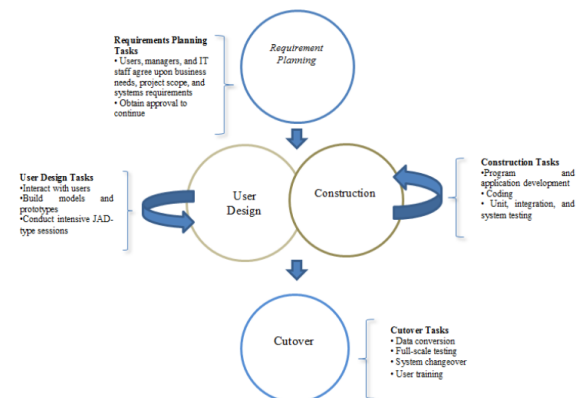 Requirements Planning
Tasks
• Users, managers, and IT
staff agree upon business
needs, project scope, and
systems requirements
• Obtain approval to
continue
Requirement
Planning
User Design Tasks
•Interact with users
•Build models and
prototypes
•Conduct intensive JAD-
type sessions
User
Design
Construction
Construction Tasks
•Program and
application development
• Coding
• Unit, integration, and
system testing
Cutover
Cutover Tasks
• Data conversion
• Full-scale testing
• System changeover
• User training